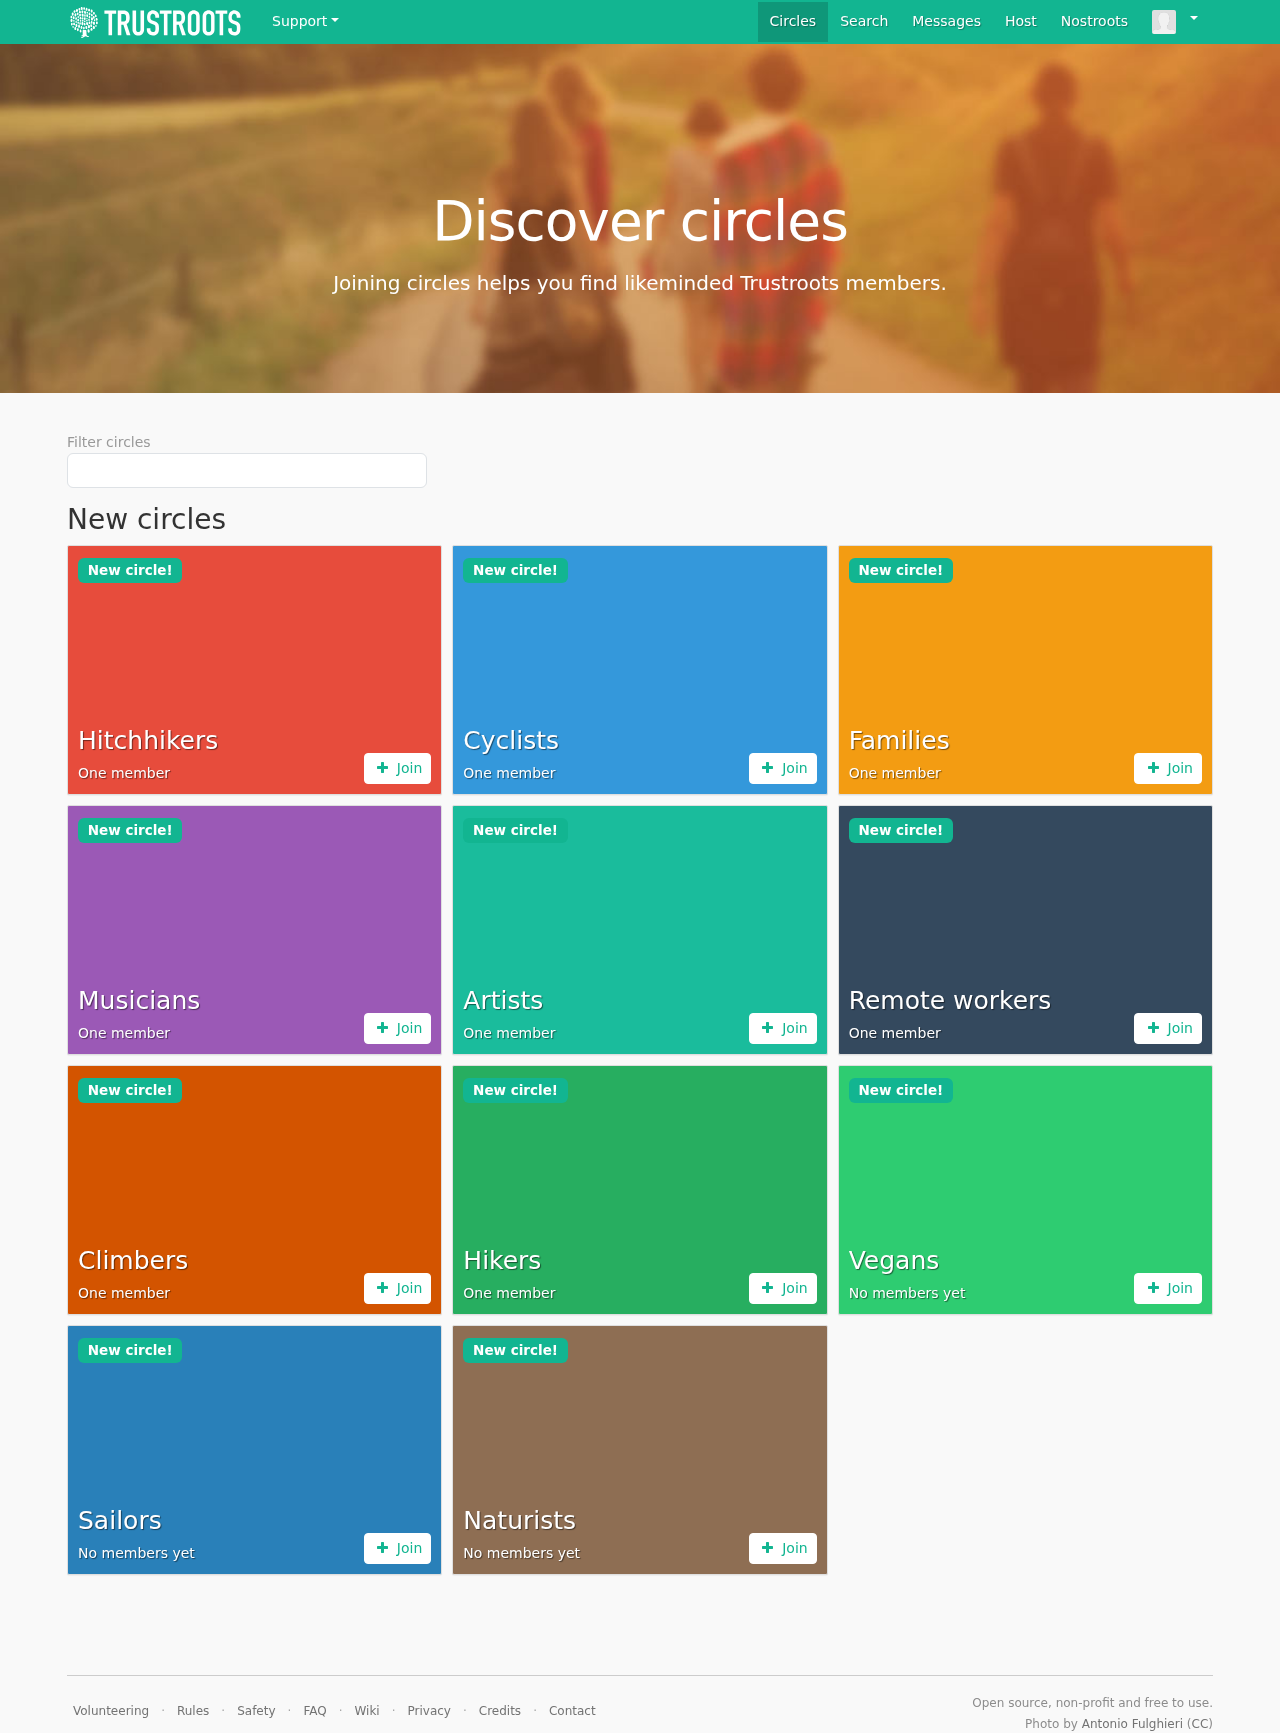 TRUSTROOTS
Support
Circles
Search
Messages
Host
Nostroots
Discover circles
Joining circles helps you find likeminded Trustroots members.
Filter circles
New circles
New circle!
Hitchhikers
One member
Join
New circle!
Cyclists
One member
Join
New circle!
Families
One member
Join
New circle!
Musicians
One member
Join
New circle!
Artists
One member
Join
New circle!
Remote workers
One member
Join
New circle!
Climbers
One member
Join
New circle!
Hikers
One member
Join
New circle!
Vegans
No members yet
Join
New circle!
Sailors
No members yet
Join
New circle!
Naturists
No members yet
Join
Volunteering · Rules · Safety · FAQ · Wiki · Privacy · Credits · Contact
Open source, non-profit and free to use.
Photo by Antonio Fulghieri (CC)